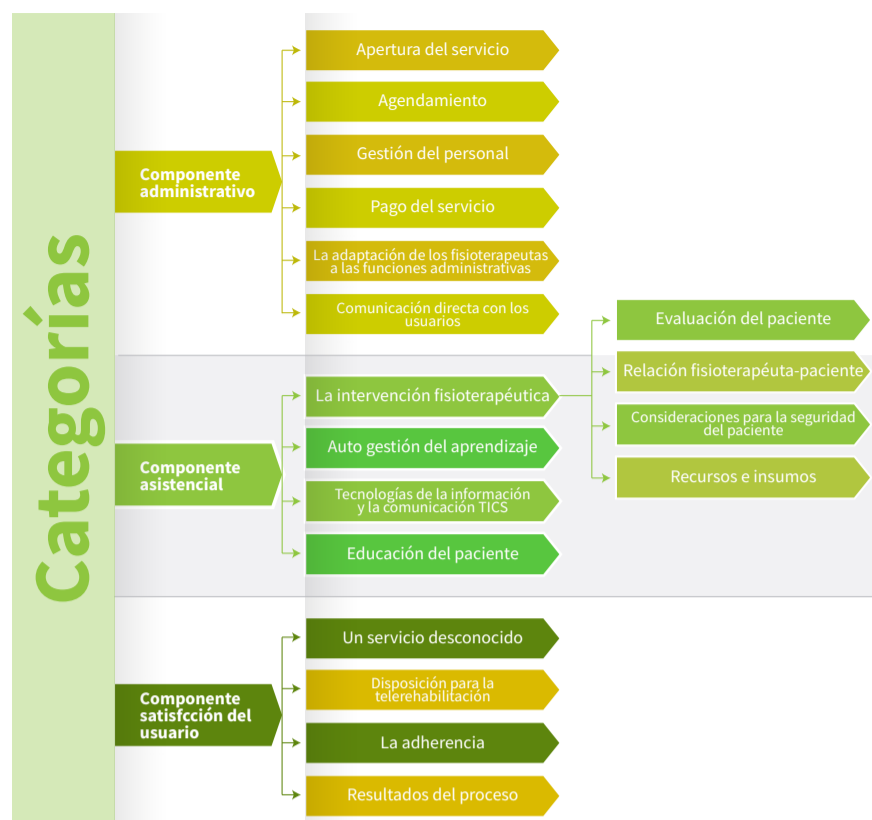 Categorías
Componente
administrativo
Apertura del servicio
Agendamiento
Gestión del personal
Pago del servicio
La adaptación de los fisioterapeutas
a las funciones administrativas
Comunicación directa con los
usuarios
Componente
asistencial
La intervención fisioterapéutica
Evaluación del paciente
Relación fisioterapéuta-paciente
Consideraciones para la seguridad
del paciente
Recursos e insumos
Auto gestión del aprendizaje
Tecnologías de la información
y la comunicación TICS
Educación del paciente
Componente
satisfcción del
usuario
Un servicio desconocido
Disposición para la
telerehabilitación
La adherencia
Resultados del proceso